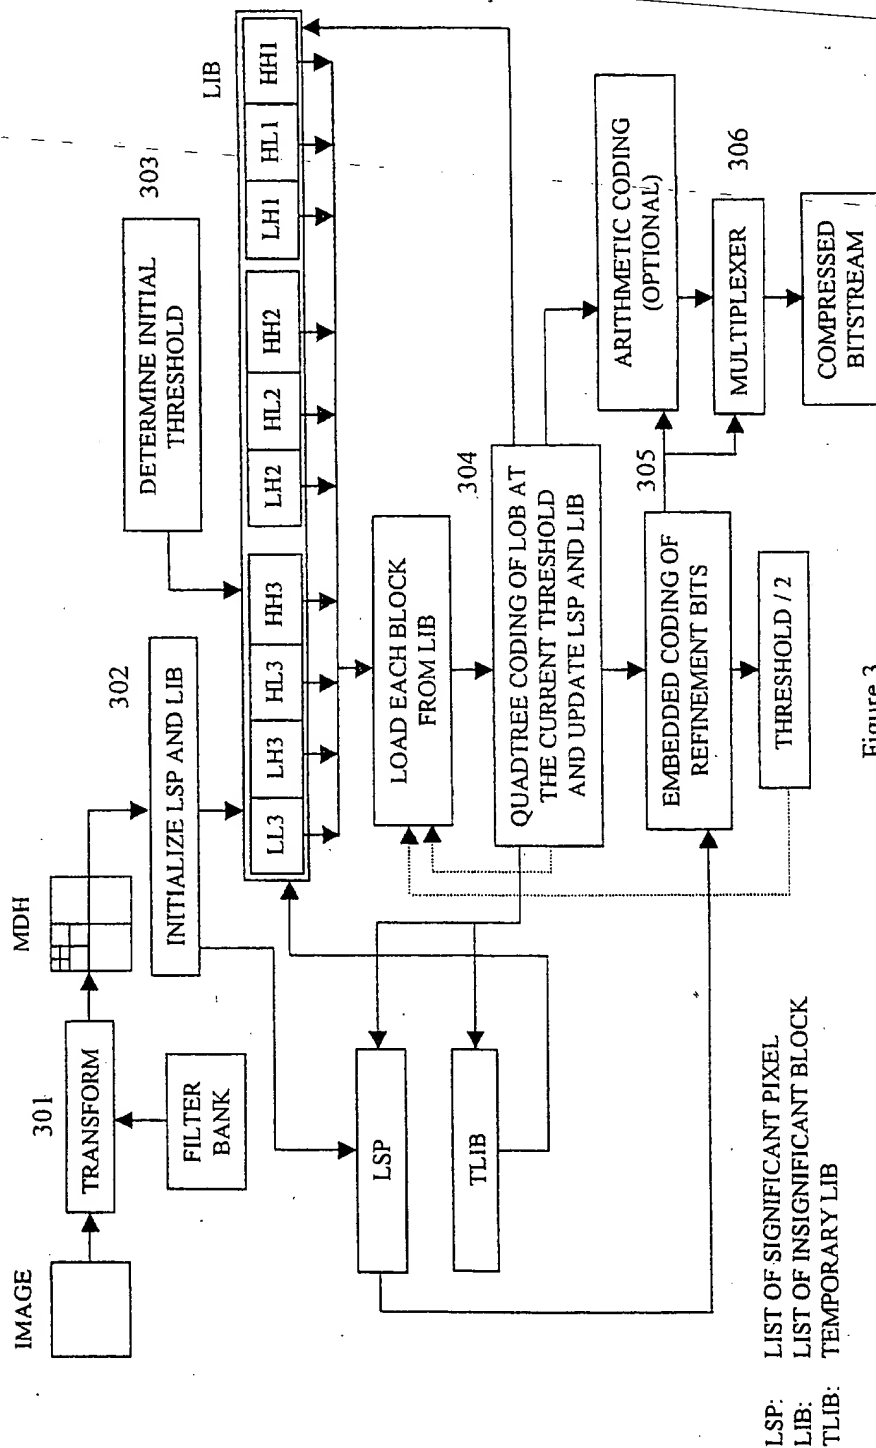 IMAGE
301
TRANSFORM
FILTER
BANK
MDH
302
INITIALIZE LSP AND LIB
303
DETERMINE INITIAL
THRESHOLD
LIB
LL3
LH3
HL3
HH3
LH2
HL2
HH2
LH1
HL1
HH1
LOAD EACH BLOCK
FROM LIB
304
QUADTREE CODING OF LOB AT
THE CURRENT THRESHOLD
AND UPDATE LSP AND LIB
LSP
TLIB
305
EMBEDDED CODING OF
REFINEMENT BITS
THRESHOLD / 2
ARITHMETIC CODING
(OPTIONAL)
306
MULTIPLEXER
COMPRESSED
BITSTREAM
LSP: LIST OF SIGNIFICANT PIXEL
LIB: LIST OF INSIGNIFICANT BLOCK
TLIB: TEMPORARY LIB
Figure 3